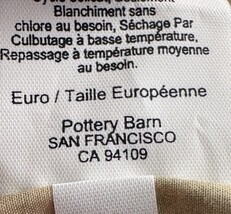 Blanchiment sans
chlore au besoin, Séchage Par
Culbutage à basse température,
Repassage à température moyenne
au besoin.
Euro / Taille Européenne
Pottery Barn
SAN FRANCISCO
CA 94109